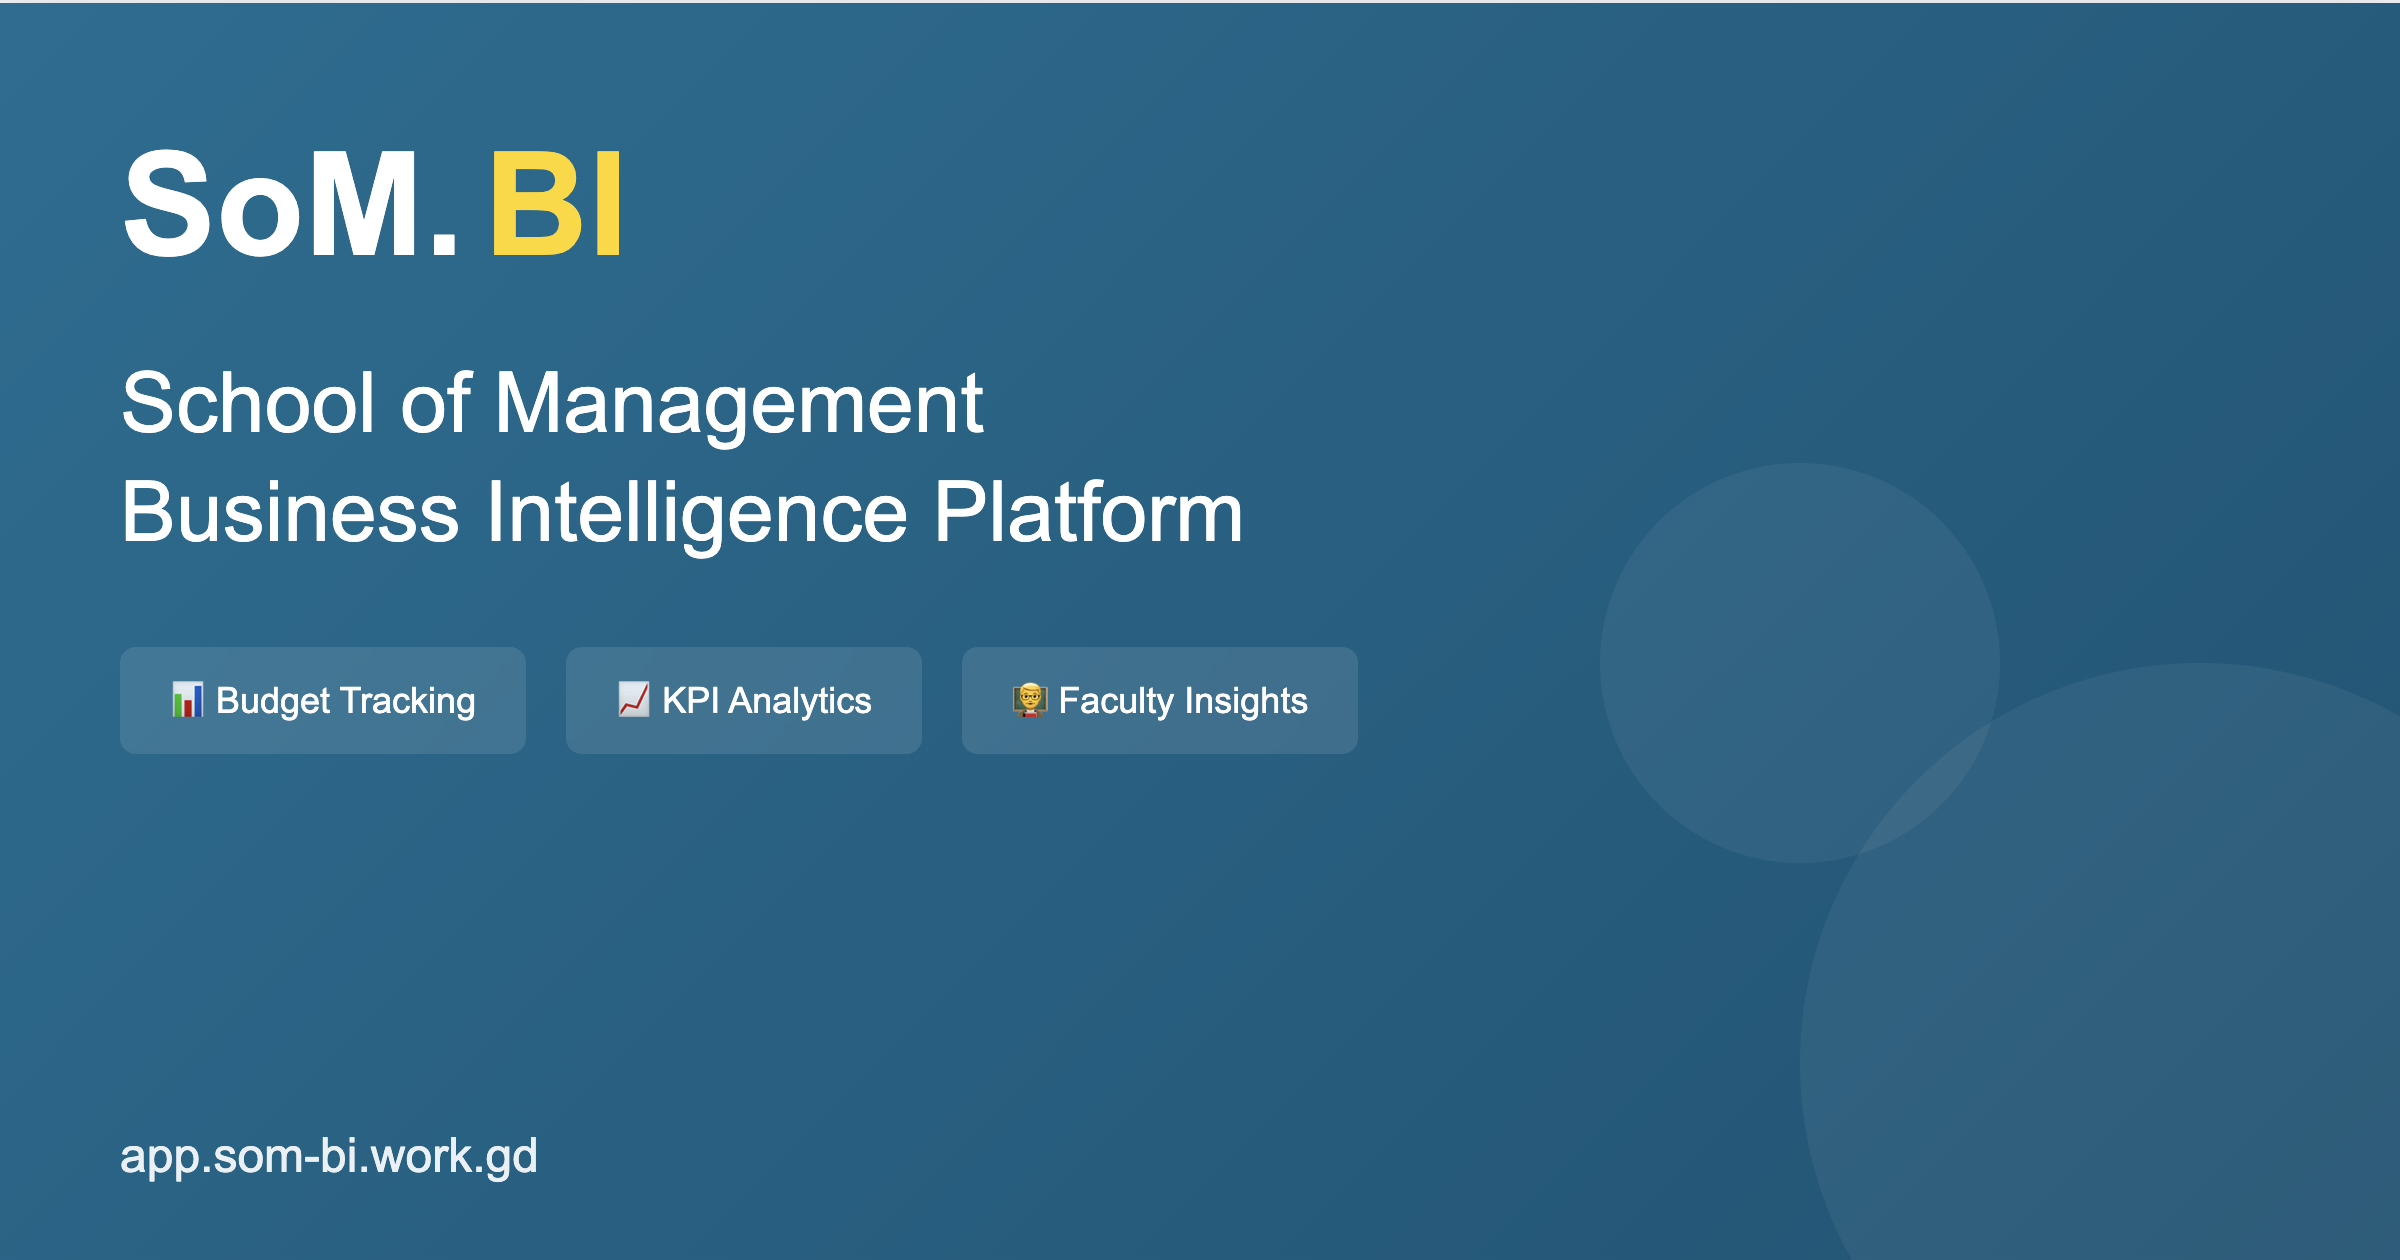 SoM. BI
School of Management
Business Intelligence Platform
📊 Budget Tracking
📈 KPI Analytics
👨‍🏫 Faculty Insights
app.som-bi.work.gd